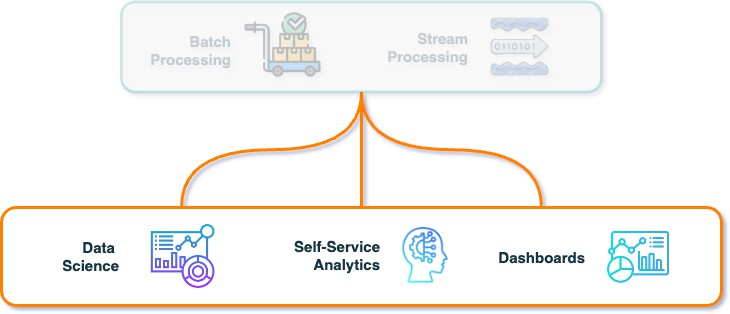 Batch
Processing
Stream
Processing
0110101
Data
Science
Self-Service
Analytics
Dashboards